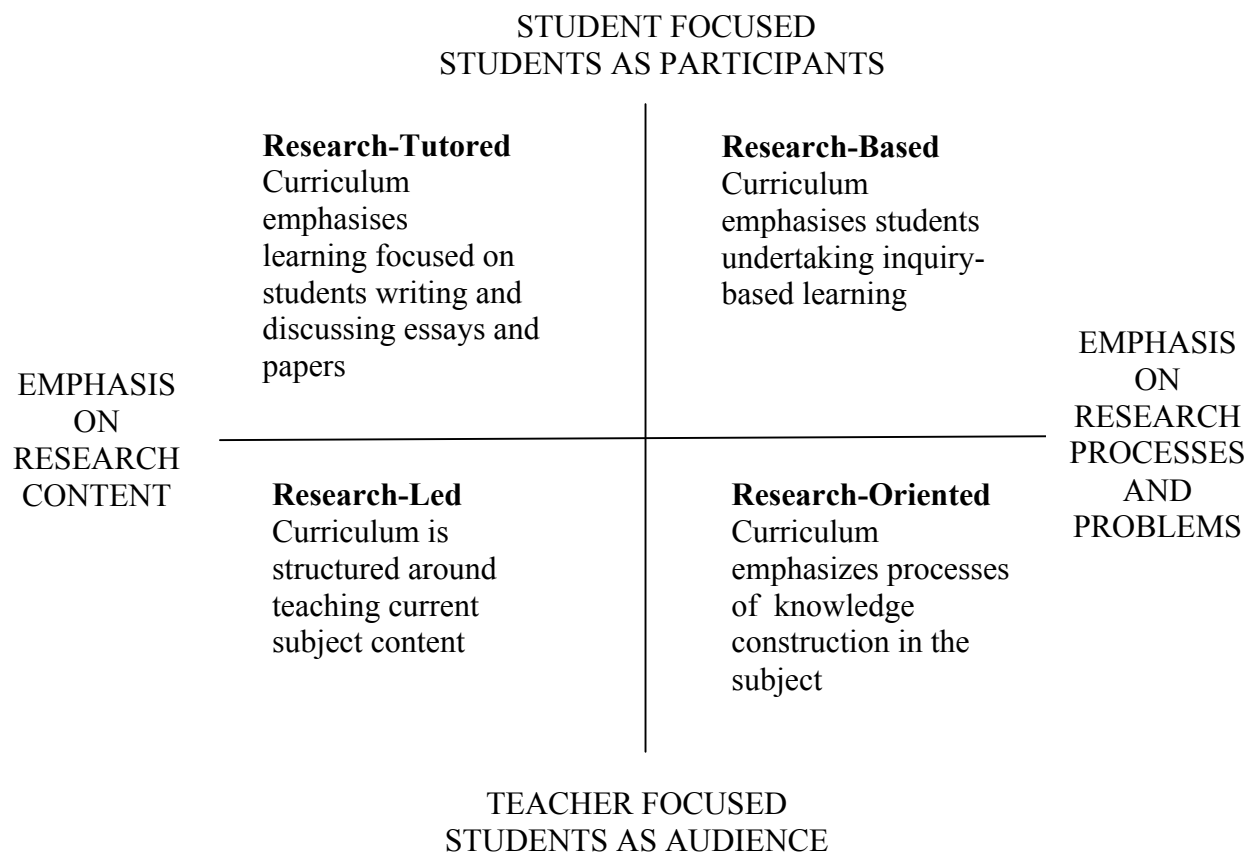 STUDENT FOCUSED
STUDENTS AS PARTICIPANTS
Research-Tutored
Curriculum
emphasises
learning focused on
students writing and
discussing essays and
papers
Research-Based
Curriculum
emphasises students
undertaking inquiry-
based learning
EMPHASIS
ON
RESEARCH
CONTENT
EMPHASIS
ON
RESEARCH
PROCESSES
AND
PROBLEMS
Research-Led
Curriculum is
structured around
teaching current
subject content
Research-Oriented
Curriculum
emphasizes processes
of knowledge
construction in the
subject
TEACHER FOCUSED
STUDENTS AS AUDIENCE